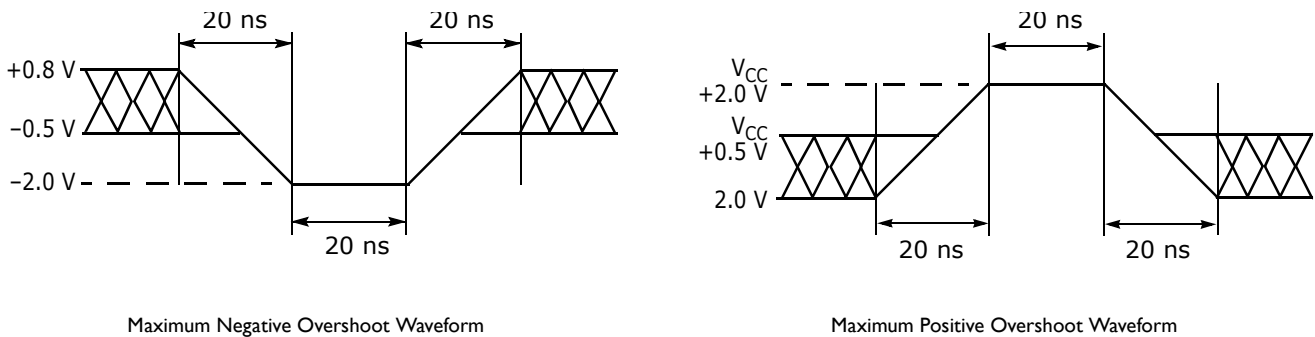 20 ns
20 ns
+0.8 V
–0.5 V
–2.0 V
20 ns
Maximum Negative Overshoot Waveform
20 ns
VCC
+2.0 V
VCC
+0.5 V
2.0 V
20 ns
20 ns
Maximum Positive Overshoot Waveform